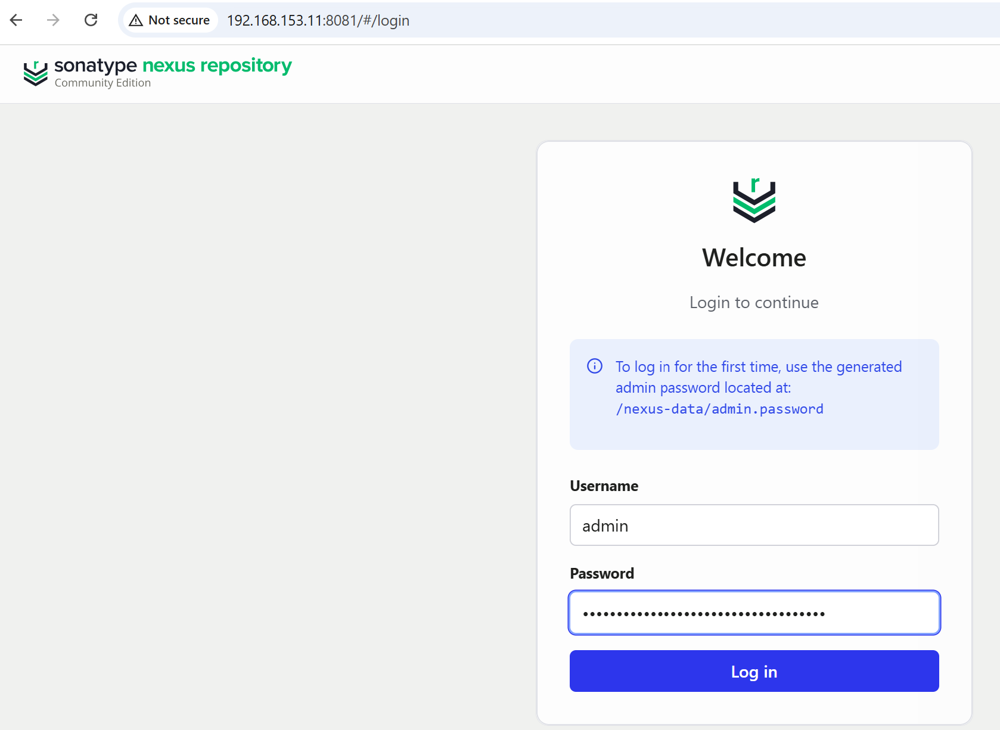 Not secure 192.168.153.11:8081/#/login
sonatype nexus repository
Community Edition
r
Welcome
Login to continue
To log in for the first time, use the generated
admin password located at:
/nexus-data/admin.password
Username
admin
Password
••••••••••••••••••••••••••••••••••••
Log in